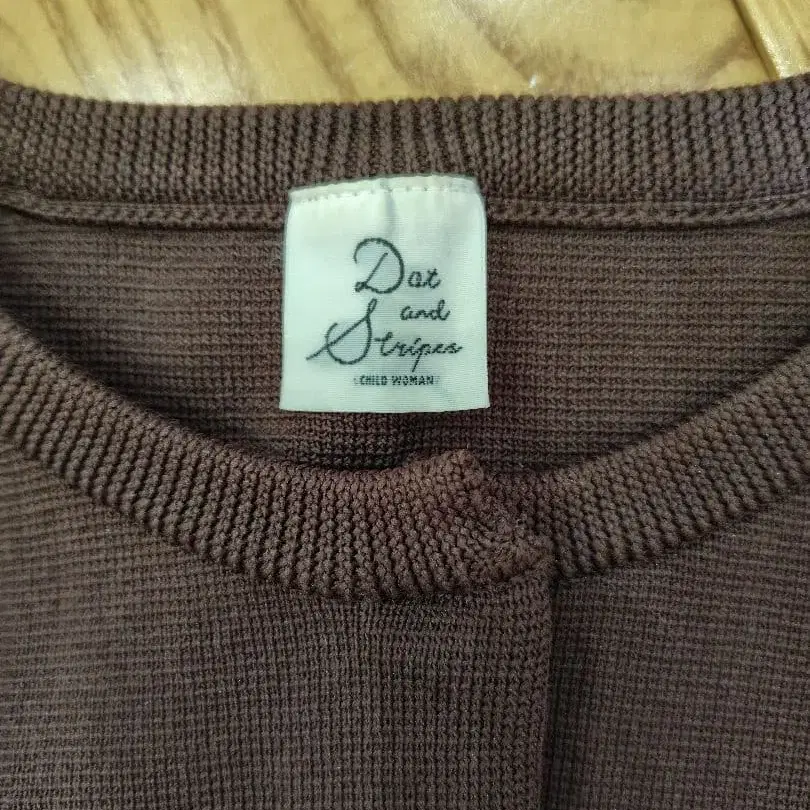 Dot
and
Stripes
CHILD WOMAN